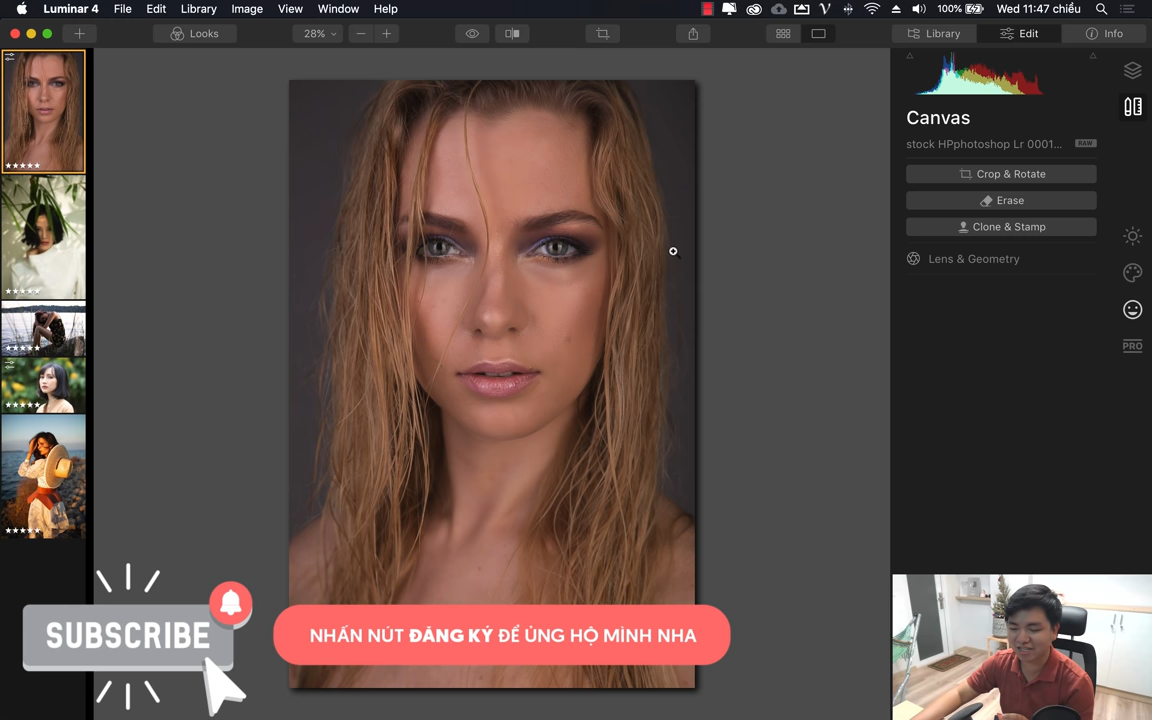 Luminar 4 File Edit Library Image View Window Help 100% Wed 11:47 chiều
Looks 28% Library Edit Info
Canvas
stock HPphotoshop Lr 0001... RAW
Crop & Rotate
Erase
Clone & Stamp
Lens & Geometry
PRO
SUBSCRIBE
NHẤN NÚT ĐĂNG KÝ ĐỂ ỦNG HỘ MÌNH NHA